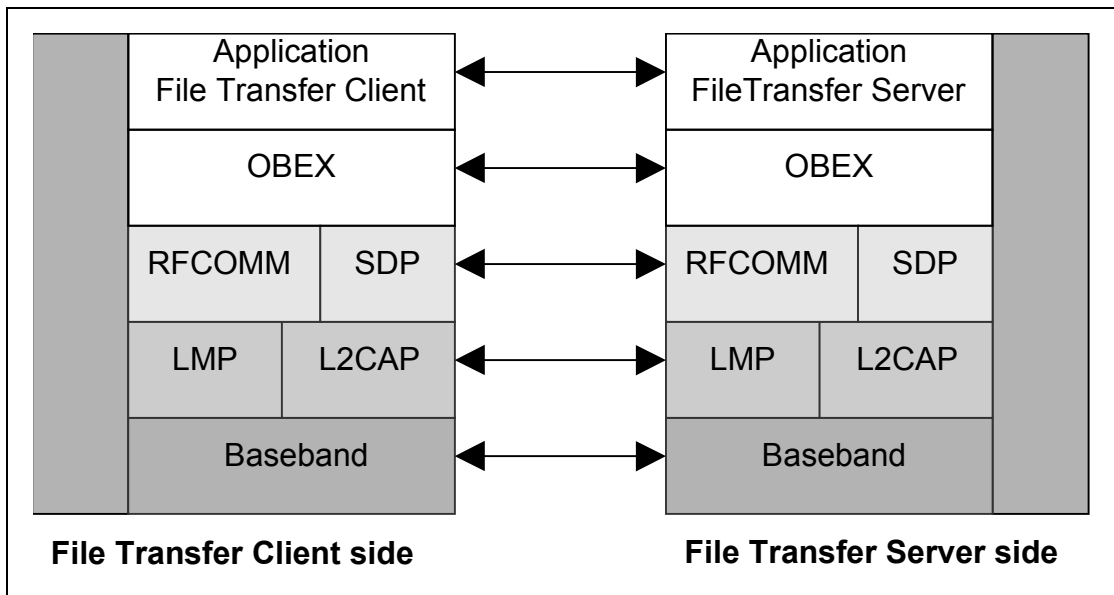 Application
File Transfer Client
Application
FileTransfer Server
OBEX
OBEX
RFCOMM
SDP
RFCOMM
SDP
LMP
L2CAP
LMP
L2CAP
Baseband
Baseband
File Transfer Client side
File Transfer Server side